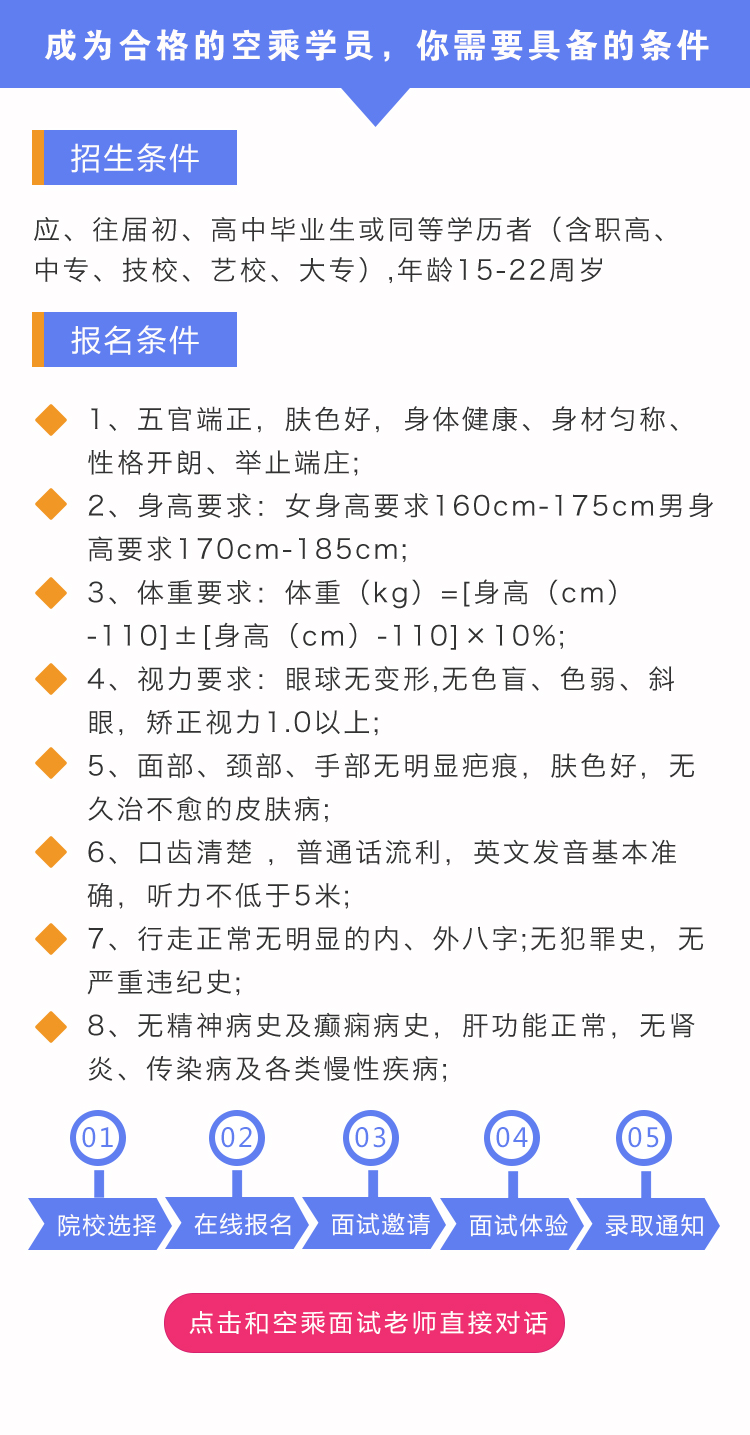 成为合格的空乘学员，你需要具备的条件
招生条件
应、往届初、高中毕业生或同等学历者（含职高、
中专、技校、艺校、大专）,年龄15-22周岁
报名条件
1、五官端正，肤色好，身体健康、身材匀称、
性格开朗、举止端庄;
2、身高要求：女身高要求160cm-175cm男身
高要求170cm-185cm;
3、体重要求：体重（kg）=[身高（cm）
-110]±[身高（cm）-110]×10%;
4、视力要求：眼球无变形,无色盲、色弱、斜
眼，矫正视力1.0以上;
5、面部、颈部、手部无明显疤痕，肤色好，无
久治不愈的皮肤病;
6、口齿清楚 ，普通话流利，英文发音基本准
确，听力不低于5米;
7、行走正常无明显的内、外八字;无犯罪史，无
严重违纪史;
8、无精神病史及癫痫病史，肝功能正常，无肾
炎、传染病及各类慢性疾病;
01 02 03 04 05
院校选择 在线报名 面试邀请 面试体验 录取通知
点击和空乘面试老师直接对话